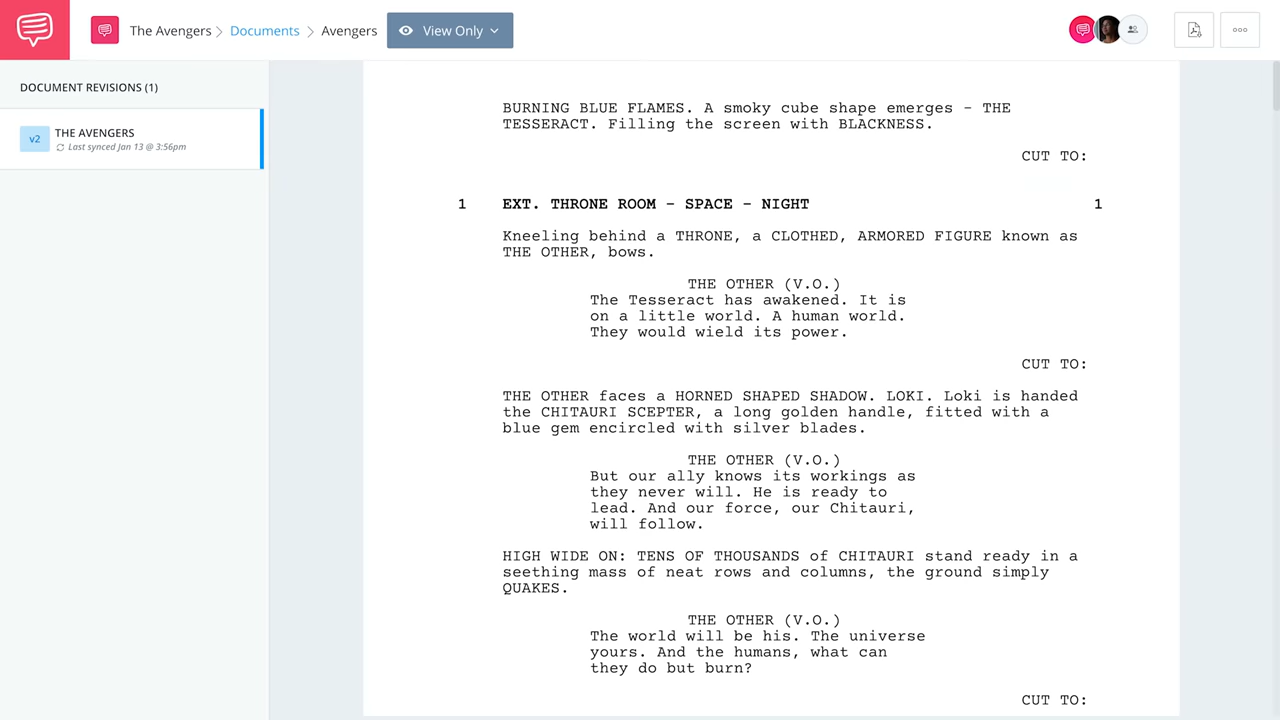 The Avengers > Documents > Avengers View Only
DOCUMENT REVISIONS (1)
v2 THE AVENGERS
Last synced Jan 13 @ 3:56pm
BURNING BLUE FLAMES. A smoky cube shape emerges – THE
TESSERACT. Filling the screen with BLACKNESS.
CUT TO:
1 EXT. THRONE ROOM – SPACE – NIGHT 1
Kneeling behind a THRONE, a CLOTHED, ARMORED FIGURE known as
THE OTHER, bows.
THE OTHER (V.O.)
The Tesseract has awakened. It is
on a little world. A human world.
They would wield its power.
CUT TO:
THE OTHER faces a HORNED SHAPED SHADOW. LOKI. Loki is handed
the CHITAURI SCEPTER, a long golden handle, fitted with a
blue gem encircled with silver blades.
THE OTHER (V.O.)
But our ally knows its workings as
they never will. He is ready to
lead. And our force, our Chitauri,
will follow.
HIGH WIDE ON: TENS OF THOUSANDS of CHITAURI stand ready in a
seething mass of neat rows and columns, the ground simply
QUAKES.
THE OTHER (V.O.)
The world will be his. The universe
yours. And the humans, what can
they do but burn?
CUT TO: